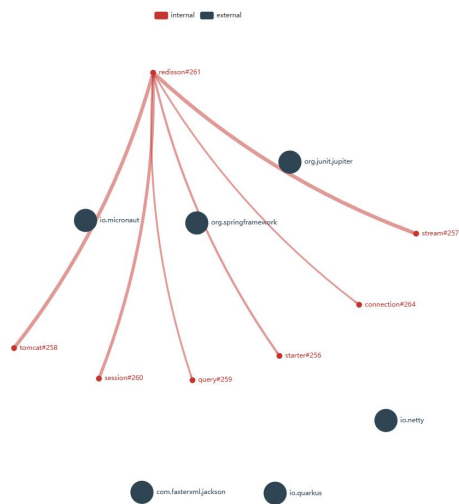 internal
external
redisson#261
org.junit.jupiter
io.micronaut
org.springframework
stream#257
connection#264
tomcat#258
starter#256
session#260
query#259
io.netty
com.fasterxml.jackson
io.quarkus